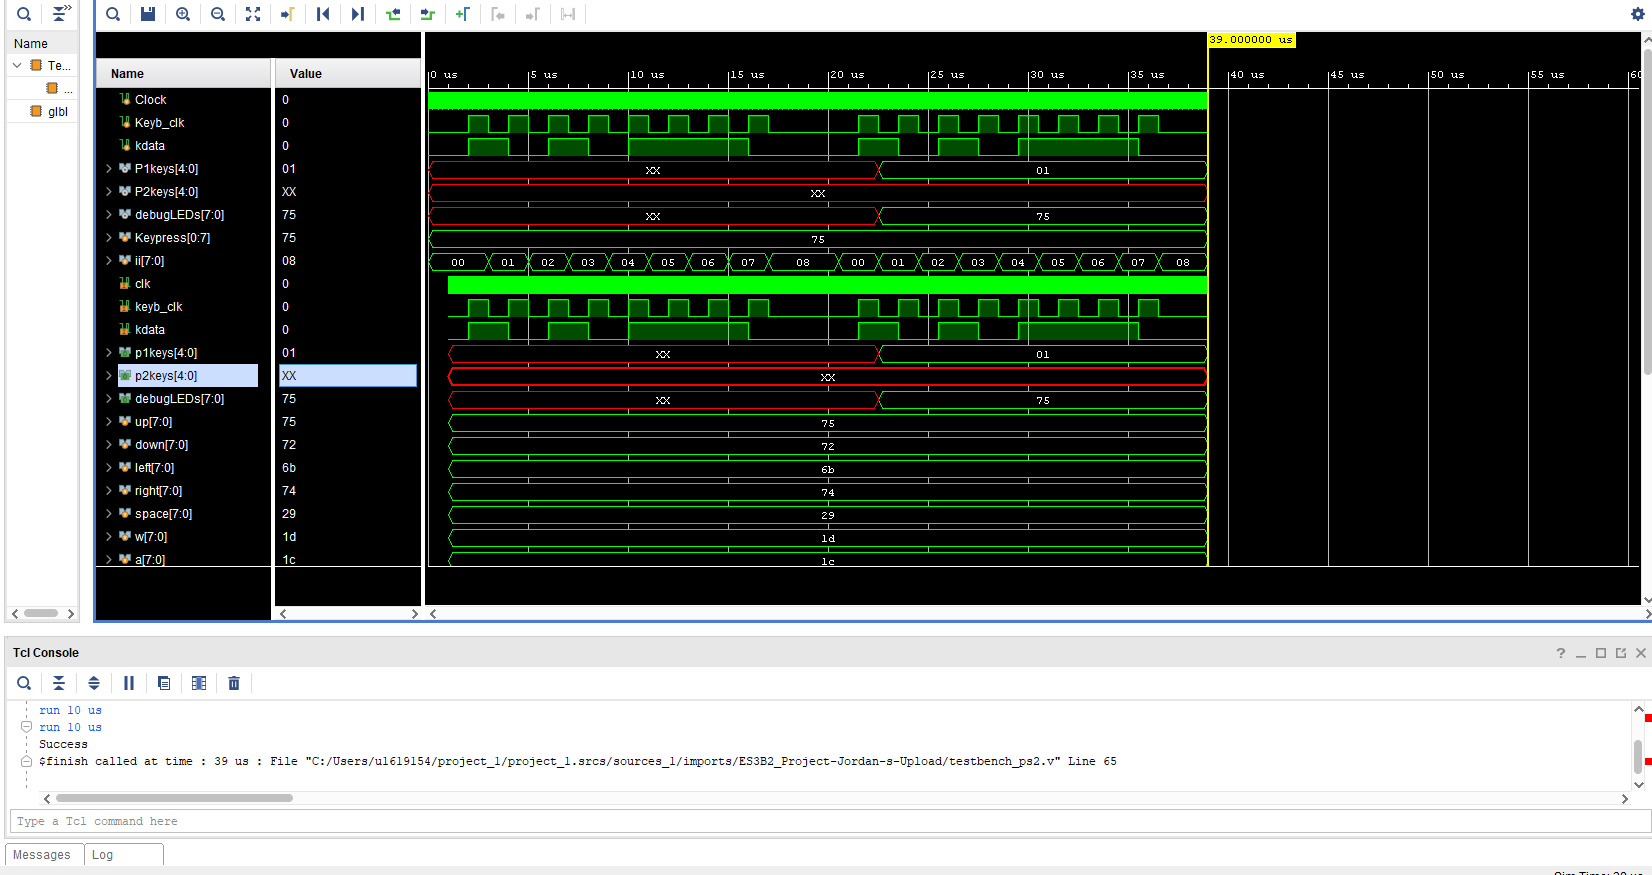 Name
Te...
...
glbl
39.000000 us
Name Value
0 us 5 us 10 us 15 us 20 us 25 us 30 us 35 us 40 us 45 us 50 us 55 us 60
Clock 0
Keyb_clk 0
kdata 0
P1keys[4:0] 01 XX 01
P2keys[4:0] XX XX
debugLEDs[7:0] 75 XX 75
Keypress[0:7] 75 75
ii[7:0] 08 00 01 02 03 04 05 06 07 08 00 01 02 03 04 05 06 07 08
clk 0
keyb_clk 0
kdata 0
p1keys[4:0] 01 XX 01
p2keys[4:0] XX XX
debugLEDs[7:0] 75 XX 75
up[7:0] 75 75
down[7:0] 72 72
left[7:0] 6b 6b
right[7:0] 74 74
space[7:0] 29 29
w[7:0] 1d 1d
a[7:0] 1c 1c
Tcl Console
run 10 us
run 10 us
Success
$finish called at time : 39 us : File "C:/Users/u1619154/project_1/project_1.srcs/sources_1/imports/ES3B2_Project-Jordan-s-Upload/testbench_ps2.v" Line 65
Type a Tcl command here
Messages Log